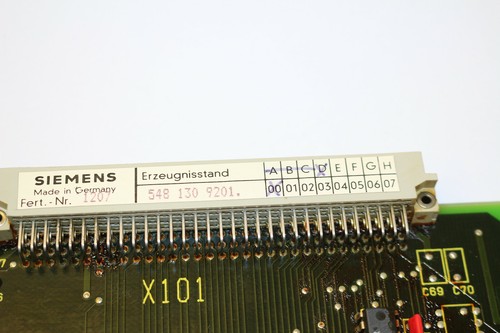 SIEMENS
Made in Germany
Fert.-Nr. 1207
Erzeugnisstand
548 130 9201.
A B C D E F G H
00 01 02 03 04 05 06 07
X101
C69 C70